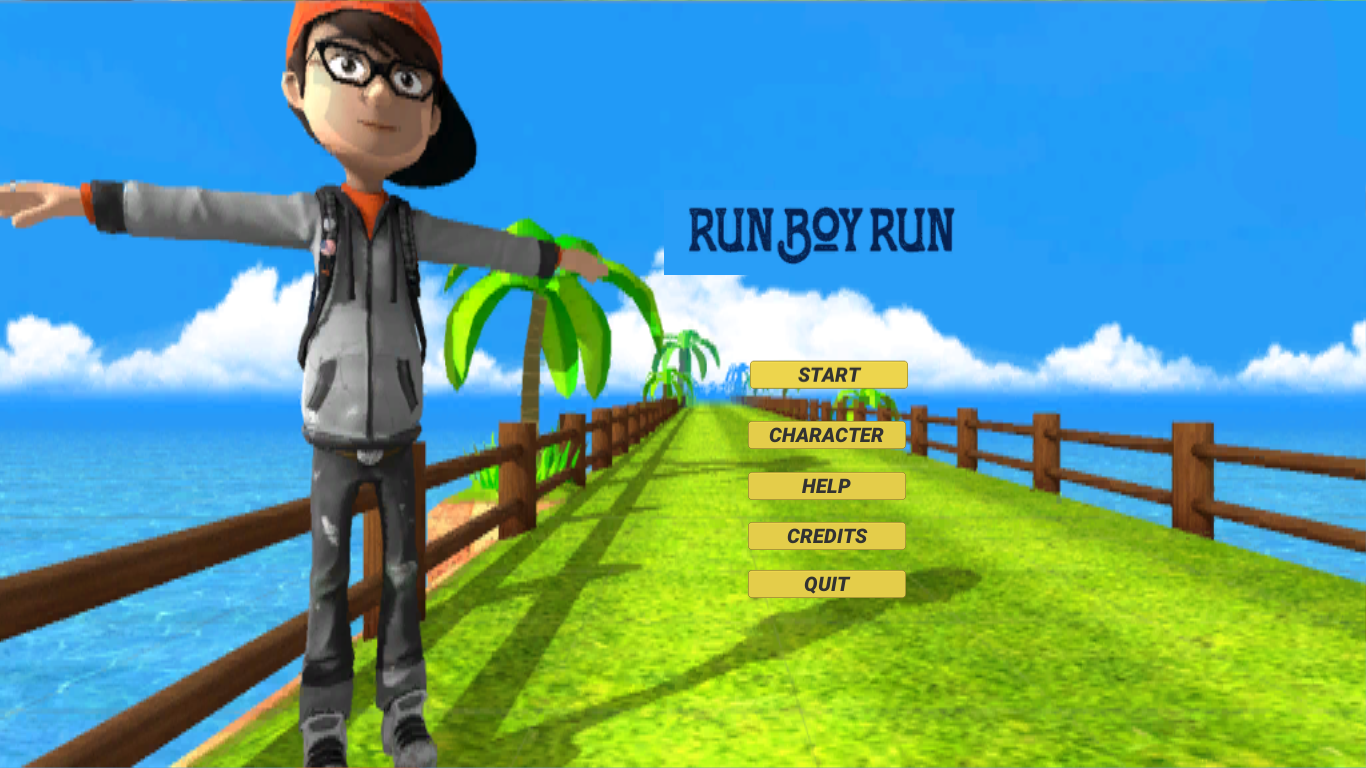 RUN BOY RUN
START
CHARACTER
HELP
CREDITS
QUIT